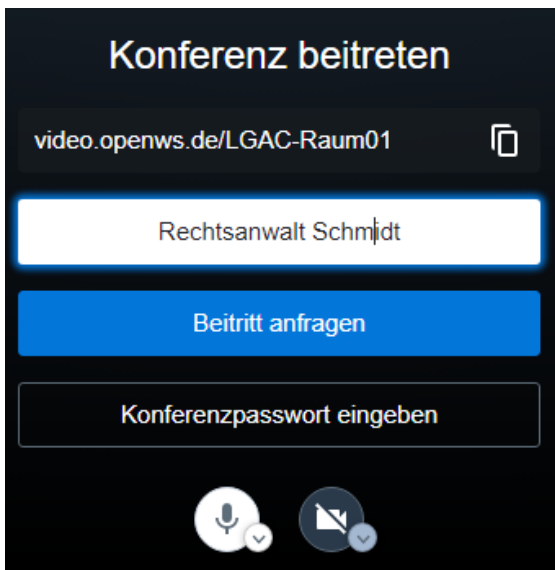 Konferenz beitreten
video.openws.de/LGAC-Raum01
Rechtsanwalt Schmidt
Beitritt anfragen
Konferenzpasswort eingeben